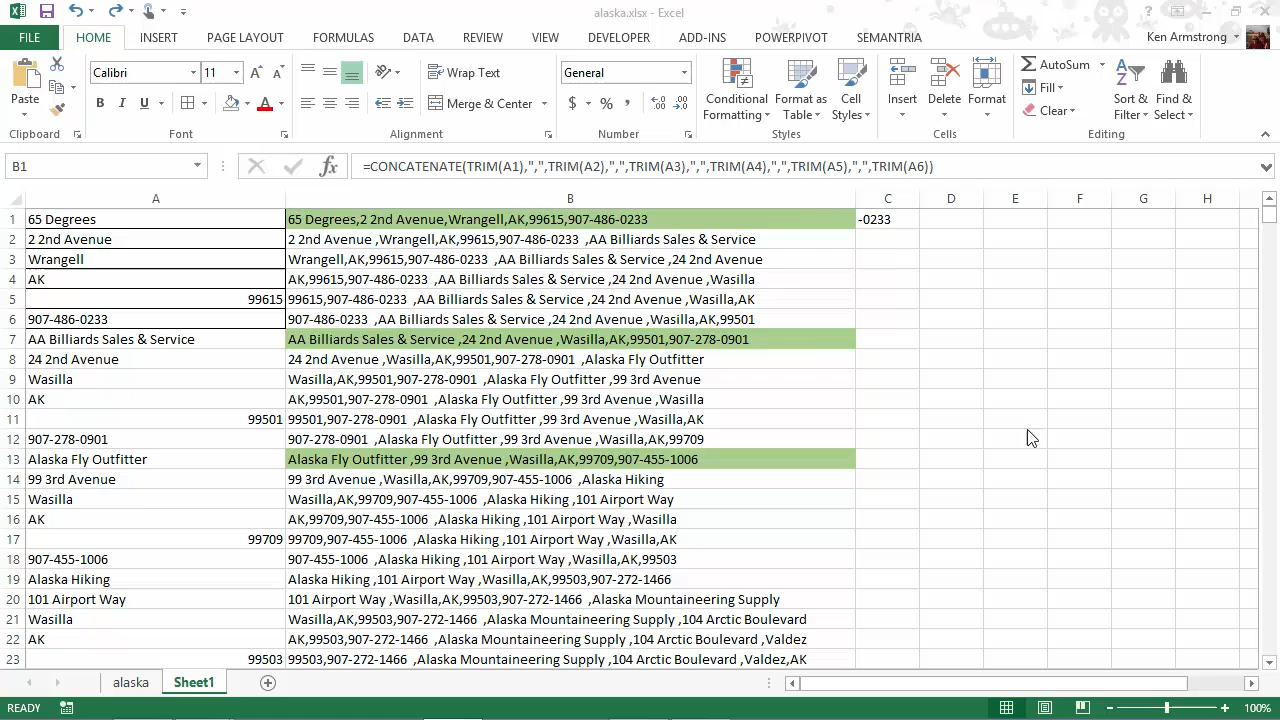 alaska.xlsx - Excel
?
FILE HOME INSERT PAGE LAYOUT FORMULAS DATA REVIEW VIEW DEVELOPER ADD-INS POWERPIVOT SEMANTRIA Ken Armstrong
Paste Calibri 11 Wrap Text General Conditional Formatting Format as Table Cell Styles Insert Delete Format AutoSum Sort & Filter Find & Select
B I U A Merge & Center $ % , Fill Clear
Clipboard Font Alignment Number Styles Cells Editing
B1 fx =CONCATENATE(TRIM(A1),",",TRIM(A2),",",TRIM(A3),",",TRIM(A4),",",TRIM(A5),",",TRIM(A6))
A B C D E F G H
1 65 Degrees 65 Degrees,2 2nd Avenue,Wrangell,AK,99615,907-486-0233 -0233
2 2 2nd Avenue 2 2nd Avenue ,Wrangell,AK,99615,907-486-0233 ,AA Billiards Sales & Service
3 Wrangell Wrangell,AK,99615,907-486-0233 ,AA Billiards Sales & Service ,24 2nd Avenue
4 AK AK,99615,907-486-0233 ,AA Billiards Sales & Service ,24 2nd Avenue ,Wasilla
5 99615 99615,907-486-0233 ,AA Billiards Sales & Service ,24 2nd Avenue ,Wasilla,AK
6 907-486-0233 907-486-0233 ,AA Billiards Sales & Service ,24 2nd Avenue ,Wasilla,AK,99501
7 AA Billiards Sales & Service AA Billiards Sales & Service ,24 2nd Avenue ,Wasilla,AK,99501,907-278-0901
8 24 2nd Avenue 24 2nd Avenue ,Wasilla,AK,99501,907-278-0901 ,Alaska Fly Outfitter
9 Wasilla Wasilla,AK,99501,907-278-0901 ,Alaska Fly Outfitter ,99 3rd Avenue
10 AK AK,99501,907-278-0901 ,Alaska Fly Outfitter ,99 3rd Avenue ,Wasilla
11 99501 99501,907-278-0901 ,Alaska Fly Outfitter ,99 3rd Avenue ,Wasilla,AK
12 907-278-0901 907-278-0901 ,Alaska Fly Outfitter ,99 3rd Avenue ,Wasilla,AK,99709
13 Alaska Fly Outfitter Alaska Fly Outfitter ,99 3rd Avenue ,Wasilla,AK,99709,907-455-1006
14 99 3rd Avenue 99 3rd Avenue ,Wasilla,AK,99709,907-455-1006 ,Alaska Hiking
15 Wasilla Wasilla,AK,99709,907-455-1006 ,Alaska Hiking ,101 Airport Way
16 AK AK,99709,907-455-1006 ,Alaska Hiking ,101 Airport Way ,Wasilla
17 99709 99709,907-455-1006 ,Alaska Hiking ,101 Airport Way ,Wasilla,AK
18 907-455-1006 907-455-1006 ,Alaska Hiking ,101 Airport Way ,Wasilla,AK,99503
19 Alaska Hiking Alaska Hiking ,101 Airport Way ,Wasilla,AK,99503,907-272-1466
20 101 Airport Way 101 Airport Way ,Wasilla,AK,99503,907-272-1466 ,Alaska Mountaineering Supply
21 Wasilla Wasilla,AK,99503,907-272-1466 ,Alaska Mountaineering Supply ,104 Arctic Boulevard
22 AK AK,99503,907-272-1466 ,Alaska Mountaineering Supply ,104 Arctic Boulevard ,Valdez
23 99503 99503,907-272-1466 ,Alaska Mountaineering Supply ,104 Arctic Boulevard ,Valdez,AK
alaska Sheet1
READY 100%